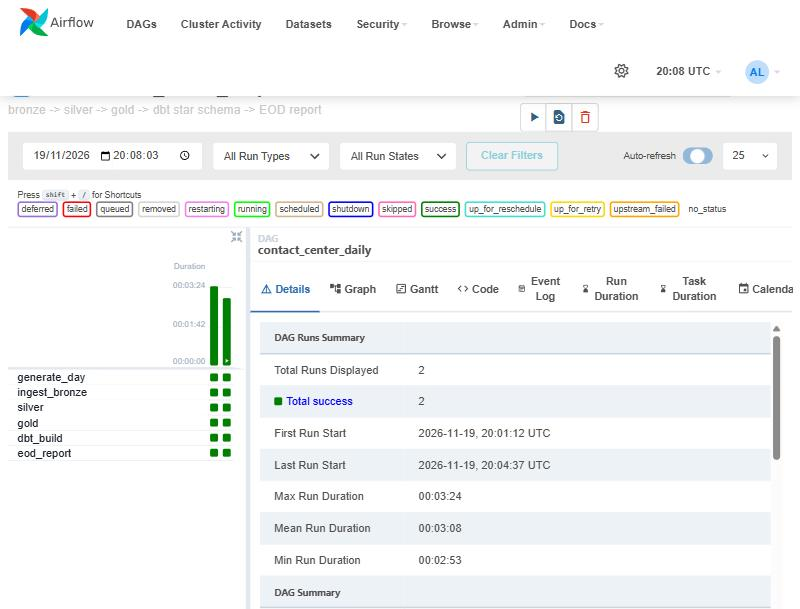 Airflow
DAGs Cluster Activity Datasets Security Browse Admin Docs
20:08 UTC AL
bronze -> silver -> gold -> dbt star schema -> EOD report
19/11/2026 20:08:03 All Run Types All Run States Clear Filters Auto-refresh 25
Press shift + / for Shortcuts
deferred failed queued removed restarting running scheduled shutdown skipped success up_for_reschedule up_for_retry upstream_failed no_status
DAG
contact_center_daily
Details Graph Gantt <> Code Event Log Run Duration Task Duration Calenda
Duration
00:03:24
00:01:42
00:00:00
generate_day
ingest_bronze
silver
gold
dbt_build
eod_report
DAG Runs Summary
Total Runs Displayed 2
Total success 2
First Run Start 2026-11-19, 20:01:12 UTC
Last Run Start 2026-11-19, 20:04:37 UTC
Max Run Duration 00:03:24
Mean Run Duration 00:03:08
Min Run Duration 00:02:53
DAG Summary